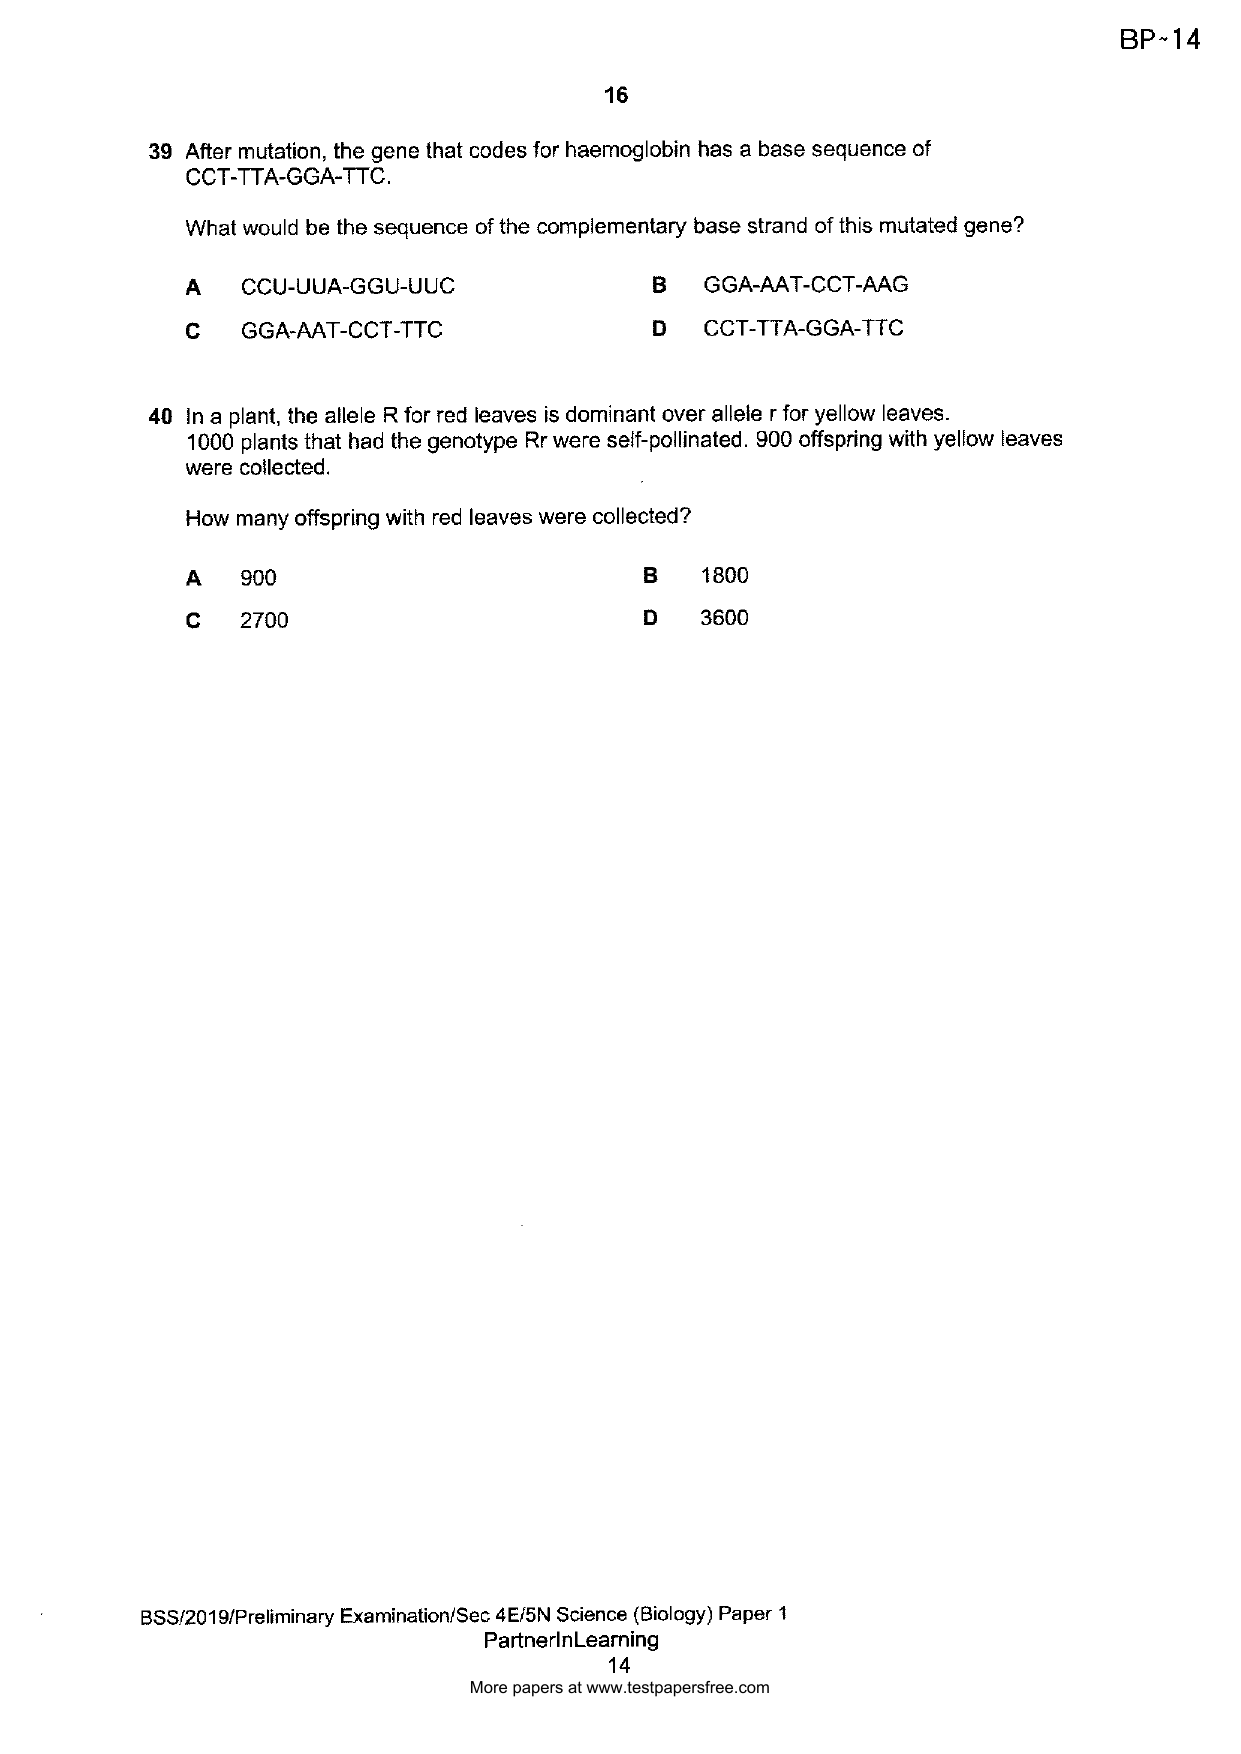 BP~14
16
39 After mutation, the gene that codes for haemoglobin has a base sequence of
CCT-TTA-GGA-TTC.
What would be the sequence of the complementary base strand of this mutated gene?
A CCU-UUA-GGU-UUC B GGA-AAT-CCT-AAG
C GGA-AAT-CCT-TTC D CCT-TTA-GGA-TTC
40 In a plant, the allele R for red leaves is dominant over allele r for yellow leaves.
1000 plants that had the genotype Rr were self-pollinated. 900 offspring with yellow leaves
were collected.
How many offspring with red leaves were collected?
A 900 B 1800
C 2700 D 3600
BSS/2019/Preliminary Examination/Sec 4E/5N Science (Biology) Paper 1
PartnerInLearning
14
More papers at www.testpapersfree.com